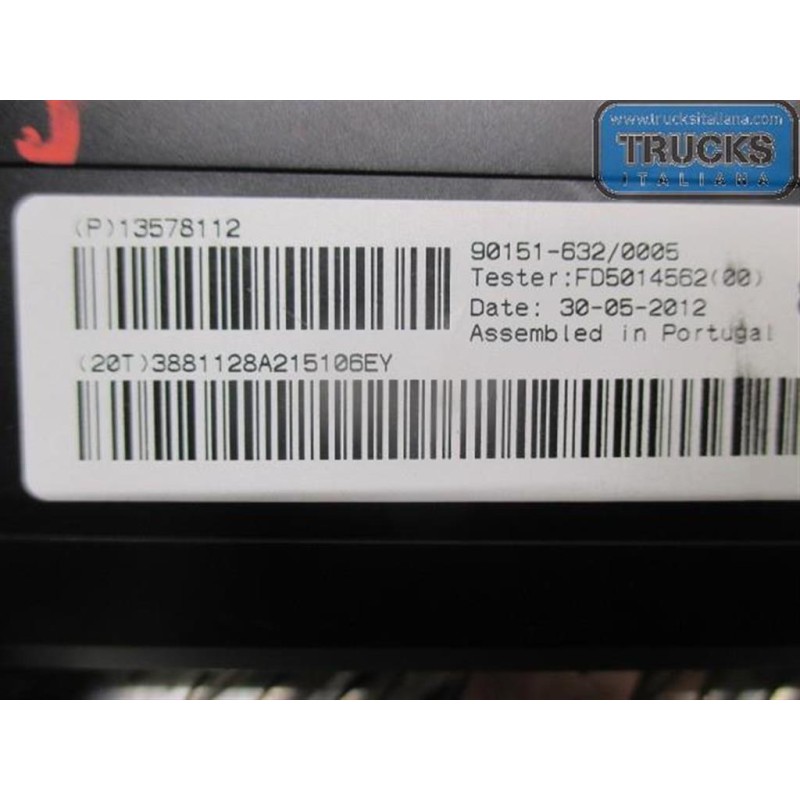 www.trucksitaliana.com
TRUCKS
ITALIANA
(P)13578112
90151-632/0005
Tester:FD5014562(00)
Date: 30-05-2012
Assembled in Portugal
(20T)3881128A215106EY